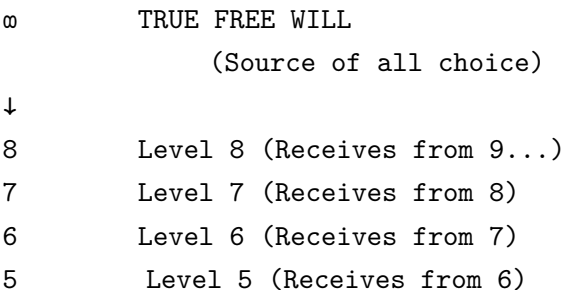 ∞ TRUE FREE WILL
(Source of all choice)
↓
8 Level 8 (Receives from 9...)
7 Level 7 (Receives from 8)
6 Level 6 (Receives from 7)
5 Level 5 (Receives from 6)